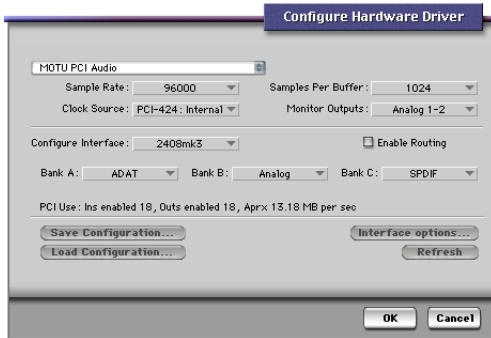 Configure Hardware Driver
MOTU PCI Audio
Sample Rate: 96000 Samples Per Buffer: 1024
Clock Source: PCI-424: Internal Monitor Outputs: Analog 1-2
Configure Interface: 2408mk3 Enable Routing
Bank A: ADAT Bank B: Analog Bank C: SPDIF
PCI Use: Ins enabled 18, Outs enabled 18, Aprx 13.18 MB per sec
Save Configuration... Interface options...
Load Configuration... Refresh
OK Cancel